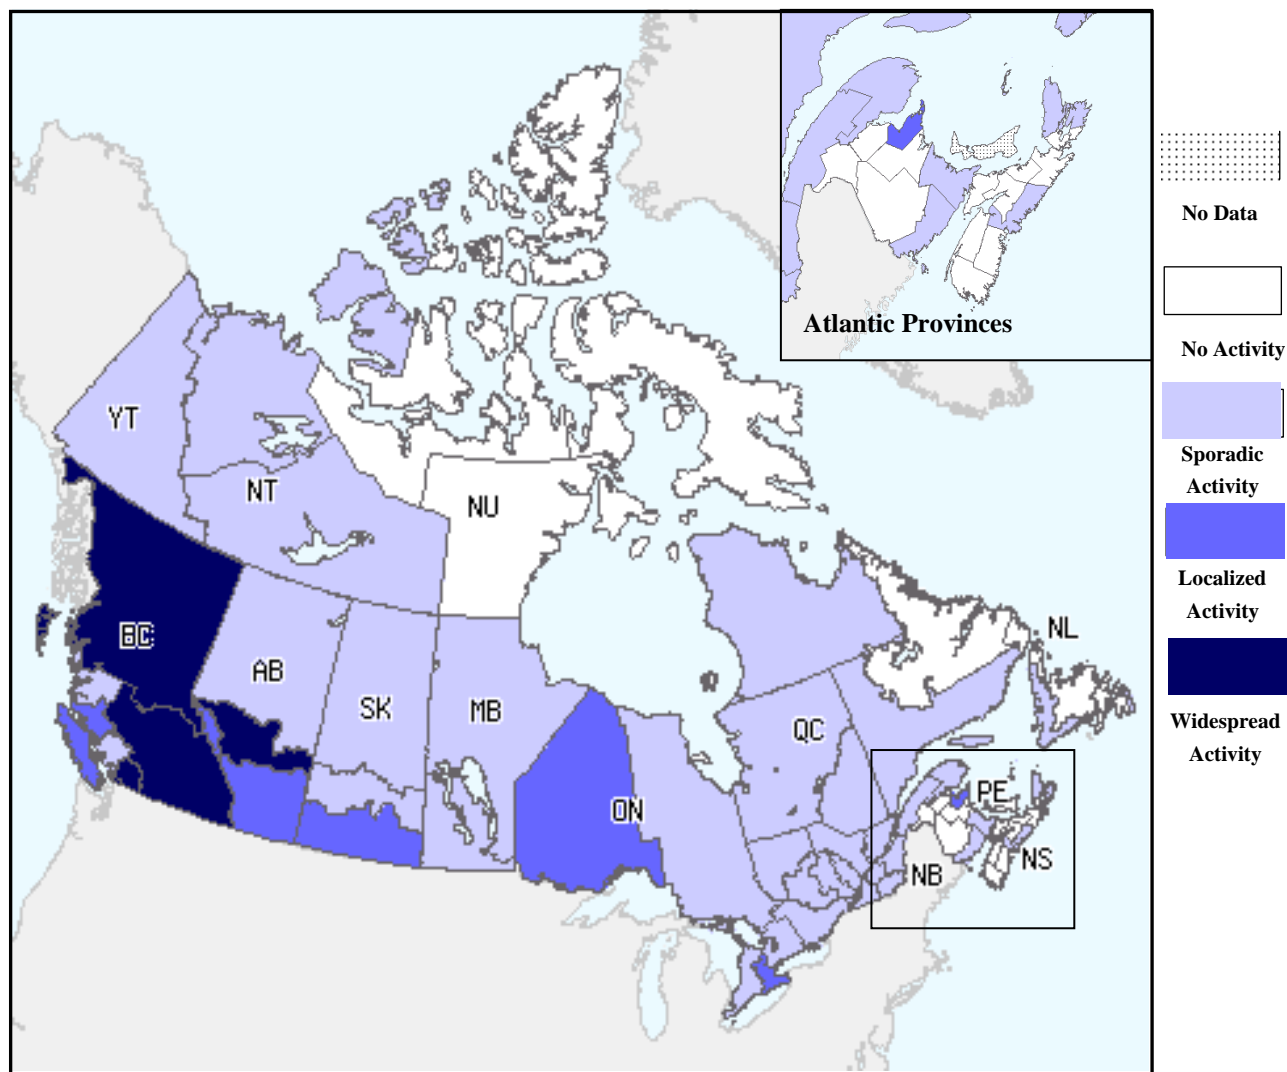 Atlantic Provinces
No Data
No Activity
Sporadic
Activity
Localized
Activity
Widespread
Activity
YT
NT
NU
BC
AB
SK
MB
ON
QC
NL
PE
NB
NS